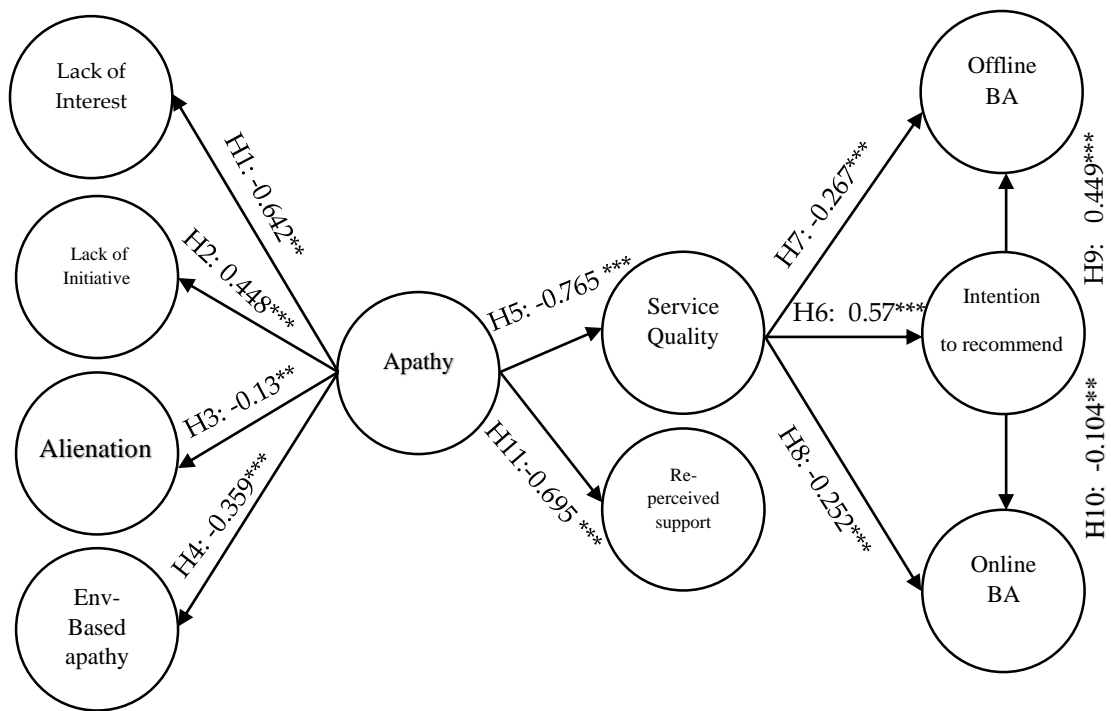 Lack of
Interest
Lack of
Initiative
Alienation
Env-
Based
apathy
H1: -0.642**
H2: 0.448***
H3: -0.13**
H4: -0.359***
Apathy
H5: -0.765 ***
H11:-0.695 ***
Service
Quality
Re-
perceived
support
H7: -0.267***
H6: 0.57***
H8: -0.252***
Offline
BA
Intention
to recommend
Online
BA
H9: 0.449***
H10: -0.104**